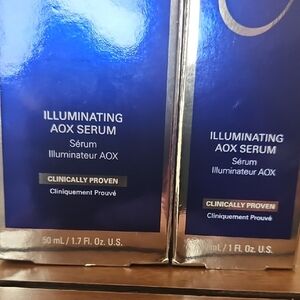 ILLUMINATING
AOX SERUM
Sérum
Illuminateur AOX
CLINICALLY PROVEN
Cliniquement Prouvé
50 mL / 1.7 Fl. Oz. U.S.
ILLUMINATING
AOX SERUM
Sérum
Illuminateur AOX
CLINICALLY PROVEN
Cliniquement Prouvé
mL / 1 Fl. Oz. U.S.